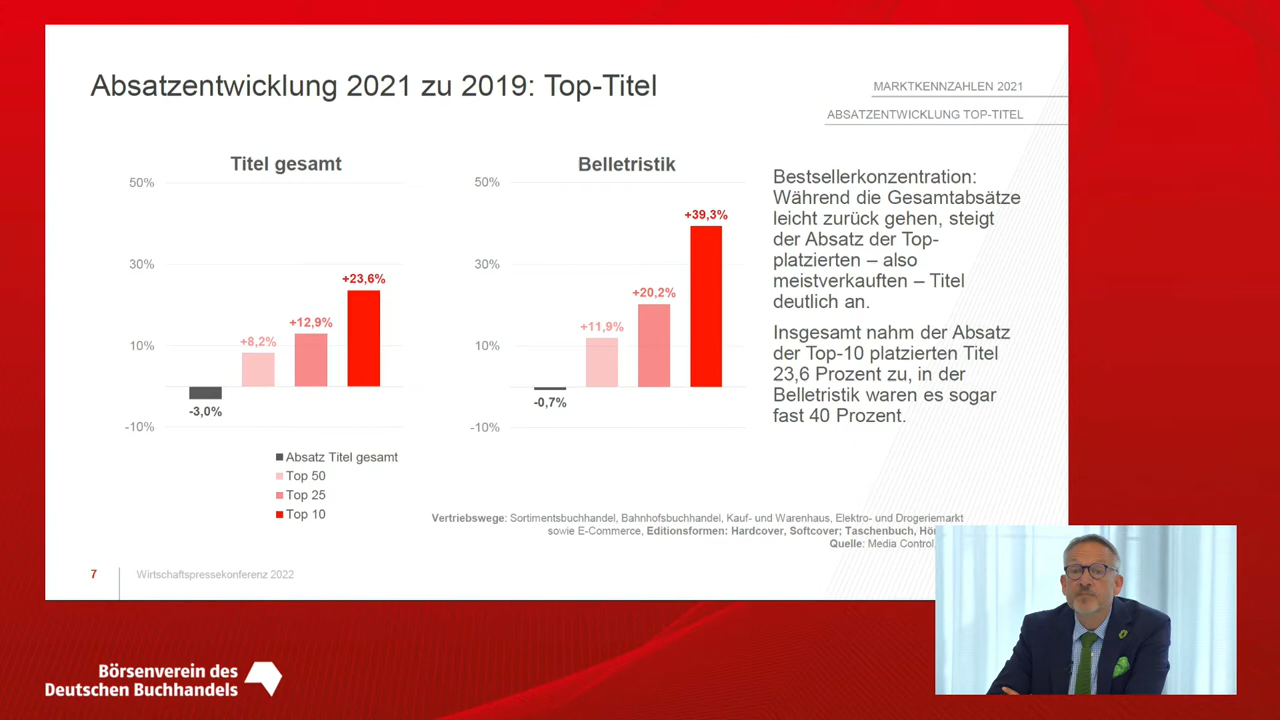 Absatzentwicklung 2021 zu 2019: Top-Titel
MARKTKENNZAHLEN 2021
ABSATZENTWICKLUNG TOP-TITEL
Titel gesamt
50%
30%
10%
-10%
-3,0%
+8,2%
+12,9%
+23,6%
Belletristik
50%
30%
10%
-10%
-0,7%
+11,9%
+20,2%
+39,3%
Absatz Titel gesamt
Top 50
Top 25
Top 10
Bestsellerkonzentration:
Während die Gesamtabsätze
leicht zurück gehen, steigt
der Absatz der Top-
platzierten – also
meistverkauften – Titel
deutlich an.
Insgesamt nahm der Absatz
der Top-10 platzierten Titel
23,6 Prozent zu, in der
Belletristik waren es sogar
fast 40 Prozent.
Vertriebswege: Sortimentsbuchhandel, Bahnhofsbuchhandel, Kauf- und Warenhaus, Elektro- und Drogeriemarkt
sowie E-Commerce, Editionsformen: Hardcover, Softcover; Taschenbuch,
Quelle: Media Control
7
Wirtschaftspressekonferenz 2022
Börsenverein des
Deutschen Buchhandels